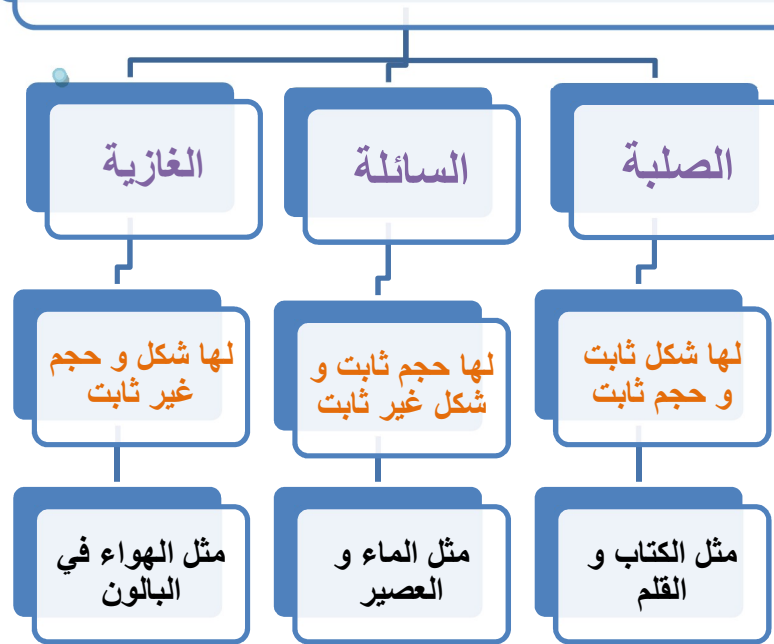 الصلبة
السائلة
الغازية
لها شكل ثابت
و حجم ثابت
لها حجم ثابت و
شكل غير ثابت
لها شكل و حجم
غير ثابت
مثل الكتاب و
القلم
مثل الماء و
العصير
مثل الهواء في
البالون